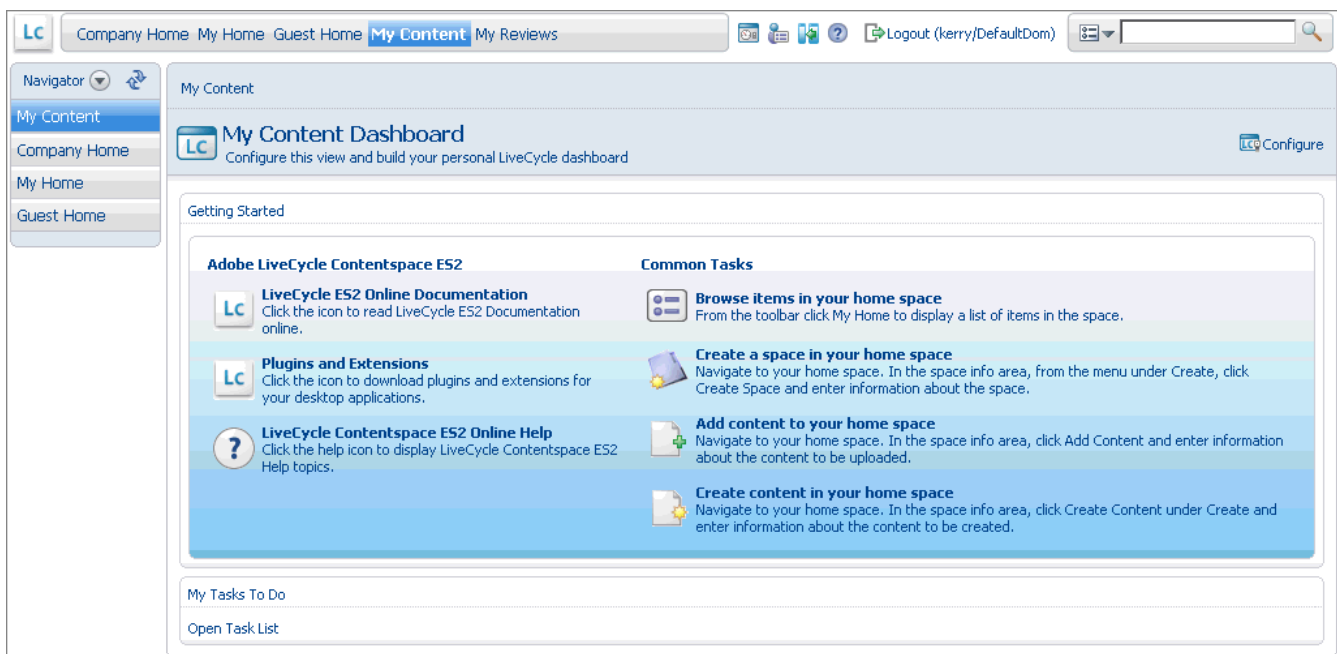 LC Company Home My Home Guest Home My Content My Reviews Logout (kerry/DefaultDom)
Navigator
My Content
Company Home
My Home
Guest Home
My Content
LC
My Content Dashboard
Configure this view and build your personal LiveCycle dashboard
Configure
Getting Started
Adobe LiveCycle Contentspace ES2
LC
LiveCycle ES2 Online Documentation
Click the icon to read LiveCycle ES2 Documentation
online.
LC
Plugins and Extensions
Click the icon to download plugins and extensions for
your desktop applications.
?
LiveCycle Contentspace ES2 Online Help
Click the help icon to display LiveCycle Contentspace ES2
Help topics.
Common Tasks
Browse items in your home space
From the toolbar click My Home to display a list of items in the space.
Create a space in your home space
Navigate to your home space. In the space info area, from the menu under Create, click
Create Space and enter information about the space.
Add content to your home space
Navigate to your home space. In the space info area, click Add Content and enter information
about the content to be uploaded.
Create content in your home space
Navigate to your home space. In the space info area, click Create Content under Create and
enter information about the content to be created.
My Tasks To Do
Open Task List